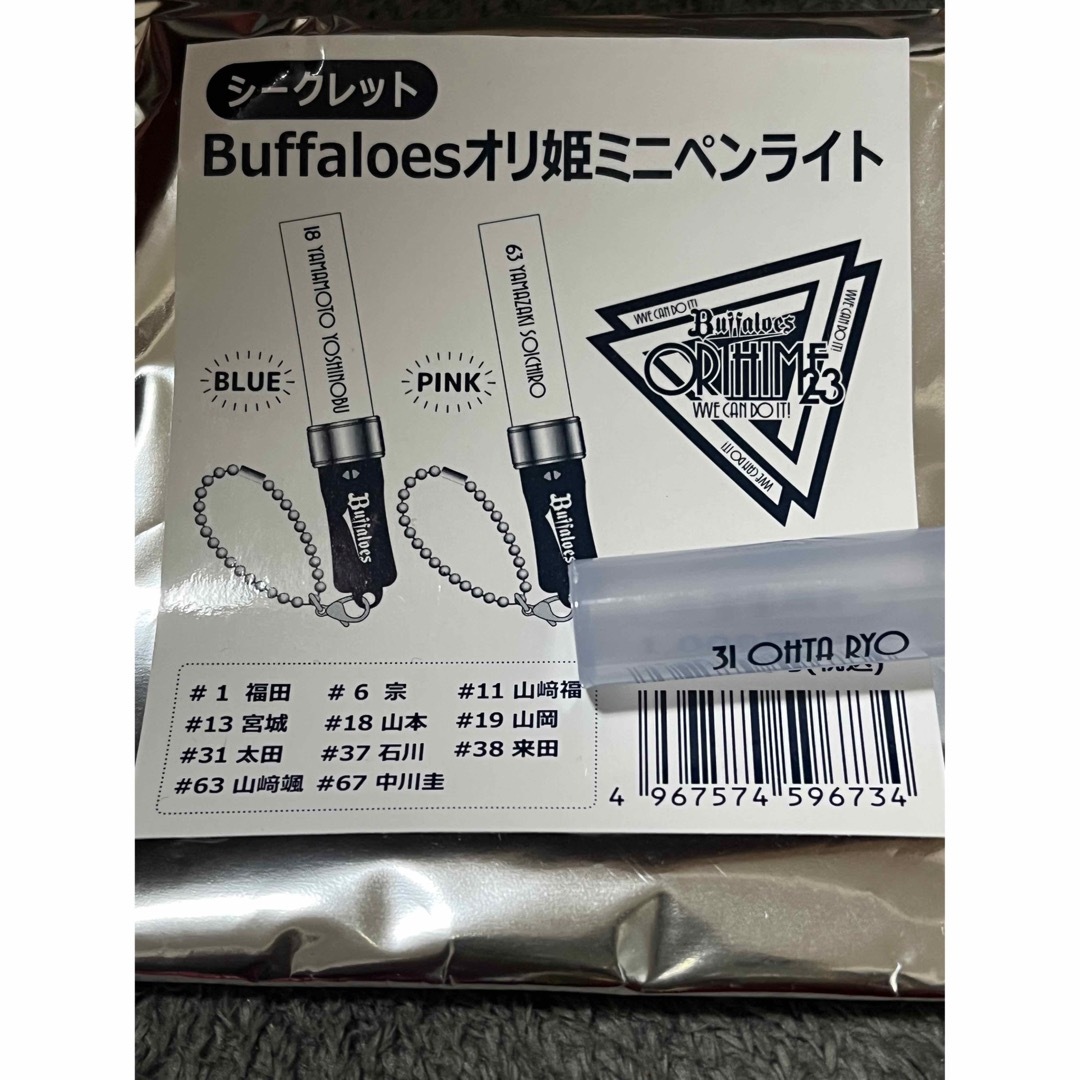 シークレット
Buffaloesオリ姫ミニペンライト
18 YAMAMOTO YOSHINOBU
63 YAMAZAKI SOICHIRO
BLUE
PINK
WE CAN DO IT!
WE CAN DO IT!
Buffaloes
ORIHIME
23
WE CAN DO IT!
WE CAN DO IT!
Buffaloes
Buffaloes
31 OHTA RYO
#1 福田 #6 宗 #11 山﨑福
#13 宮城 #18 山本 #19 山岡
#31 太田 #37 石川 #38 来田
#63 山﨑颯 #67 中川圭
4 967574 596734